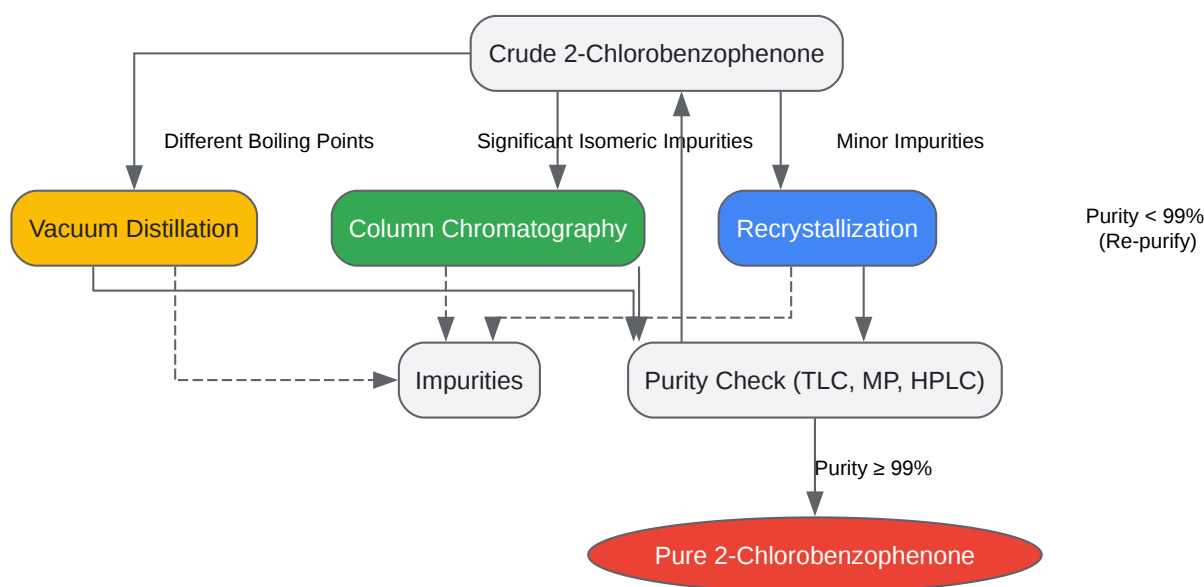 Crude 2-Chlorobenzophenone
Different Boiling Points
Significant Isomeric Impurities
Minor Impurities
Vacuum Distillation
Column Chromatography
Recrystallization
Purity < 99%
(Re-purify)
Impurities
Purity Check (TLC, MP, HPLC)
Purity ≥ 99%
Pure 2-Chlorobenzophenone